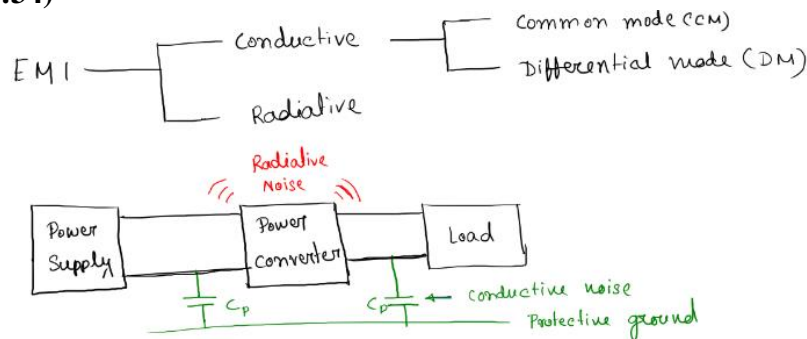 .34)
EMI
Conductive
Radiative
Common mode (CM)
Differential mode (DM)
Radiative
Noise
Power
Supply
Power
Converter
Load
Cp
Cp
conductive noise
Protective ground